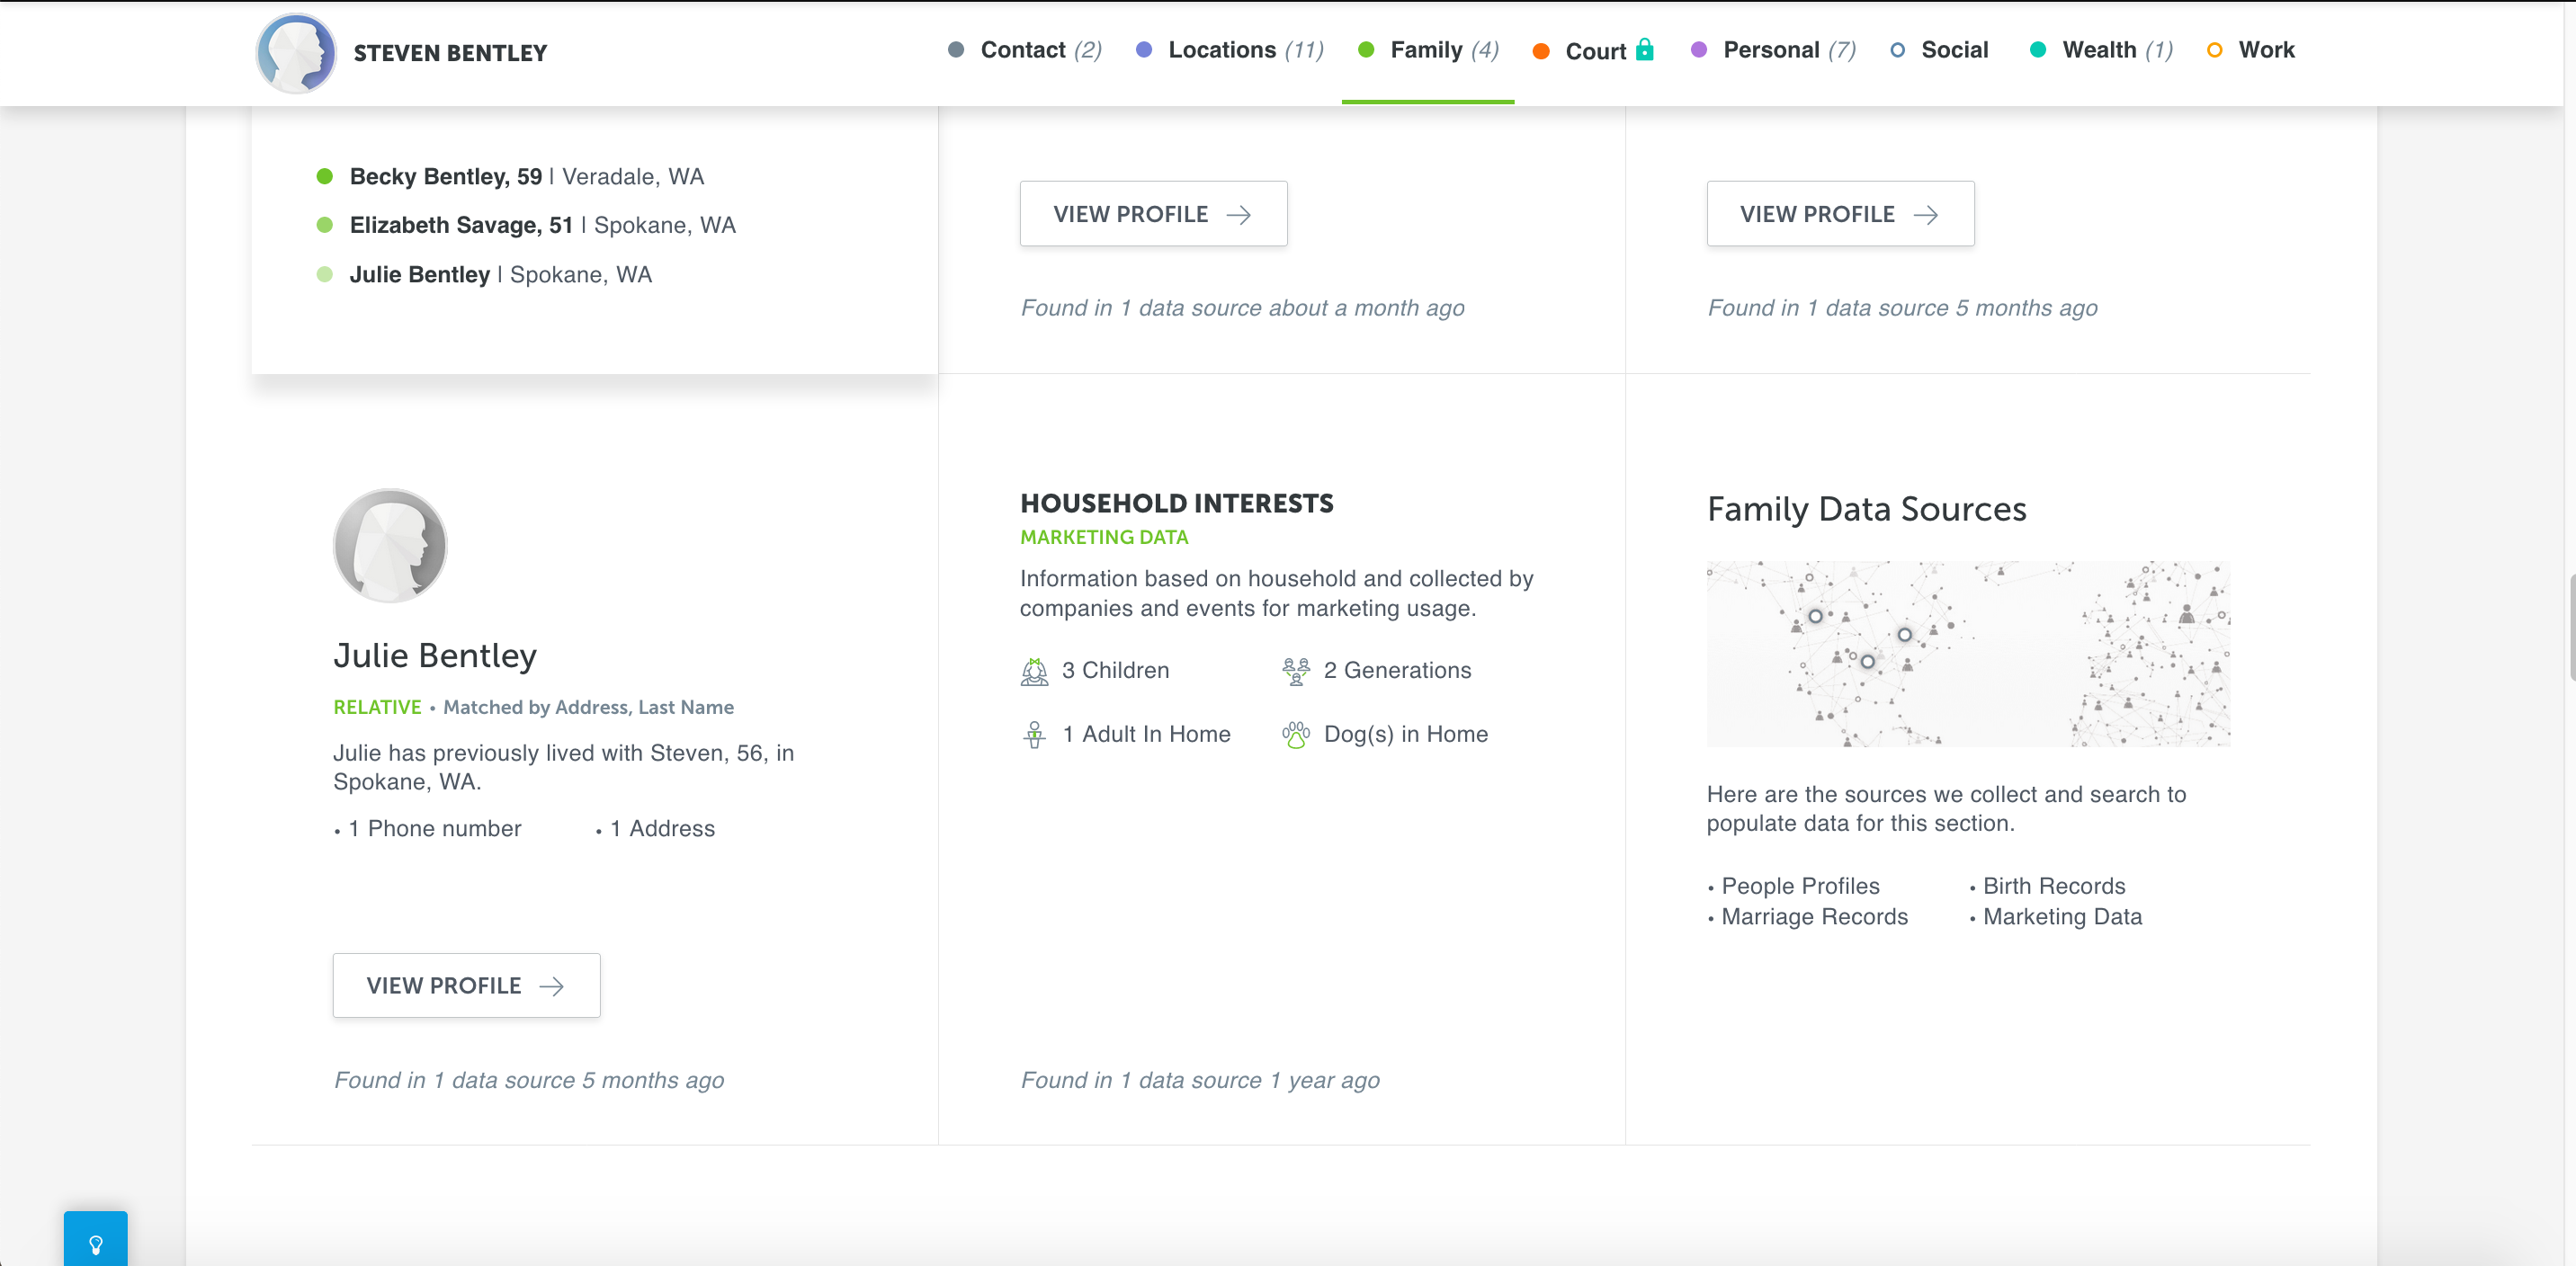 STEVEN BENTLEY
Contact (2)
Locations (11)
Family (4)
Court
Personal (7)
Social
Wealth (1)
Work
Becky Bentley, 59 | Veradale, WA
Elizabeth Savage, 51 | Spokane, WA
Julie Bentley | Spokane, WA
VIEW PROFILE
Found in 1 data source about a month ago
VIEW PROFILE
Found in 1 data source 5 months ago
Julie Bentley
RELATIVE • Matched by Address, Last Name
Julie has previously lived with Steven, 56, in
Spokane, WA.
• 1 Phone number
• 1 Address
VIEW PROFILE
Found in 1 data source 5 months ago
HOUSEHOLD INTERESTS
MARKETING DATA
Information based on household and collected by
companies and events for marketing usage.
3 Children
2 Generations
1 Adult In Home
Dog(s) in Home
Found in 1 data source 1 year ago
Family Data Sources
Here are the sources we collect and search to
populate data for this section.
• People Profiles
• Birth Records
• Marriage Records
• Marketing Data